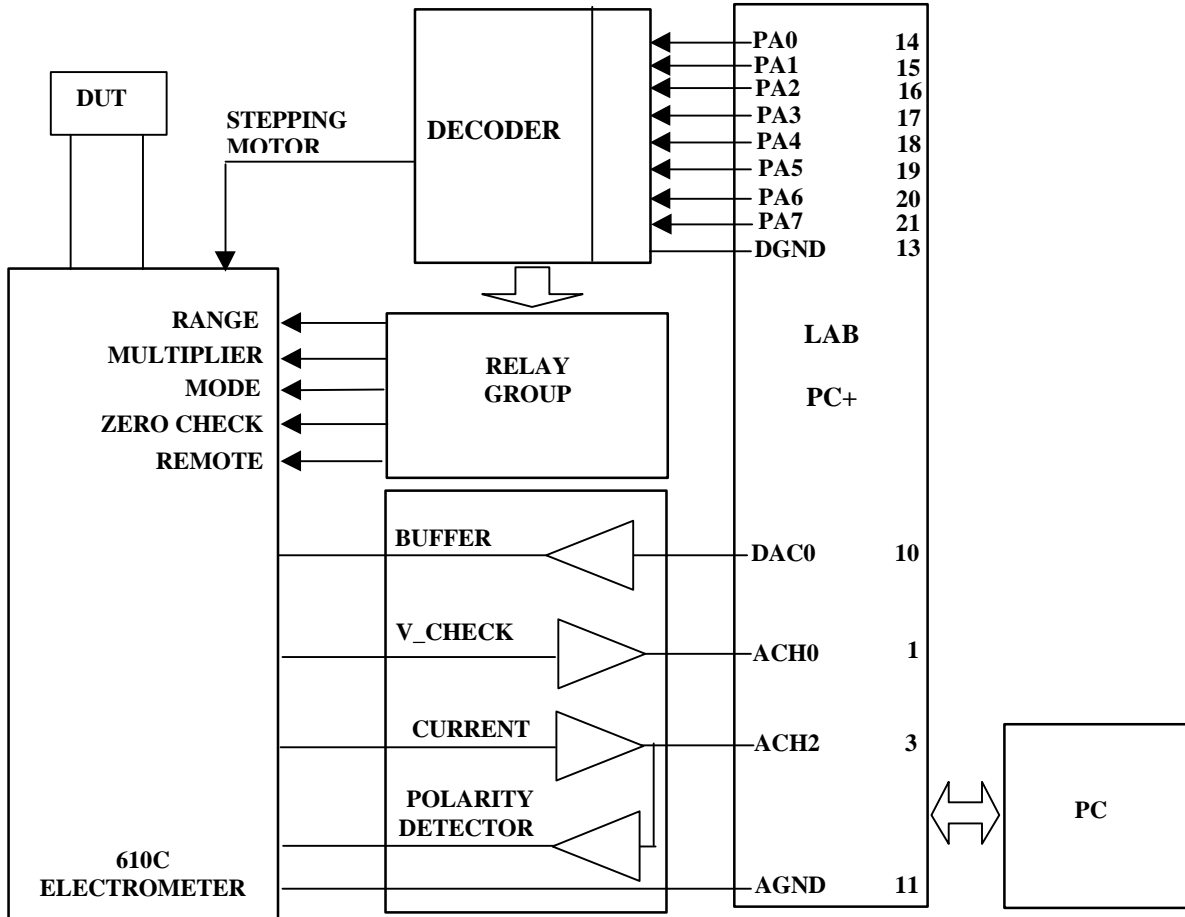 DUT
STEPPING
MOTOR
DECODER
PA0 14
PA1 15
PA2 16
PA3 17
PA4 18
PA5 19
PA6 20
PA7 21
DGND 13
RANGE
MULTIPLIER
MODE
ZERO CHECK
REMOTE
RELAY
GROUP
LAB
PC+
BUFFER
DAC0 10
V_CHECK
ACH0 1
CURRENT
ACH2 3
POLARITY
DETECTOR
PC
610C
ELECTROMETER
AGND 11